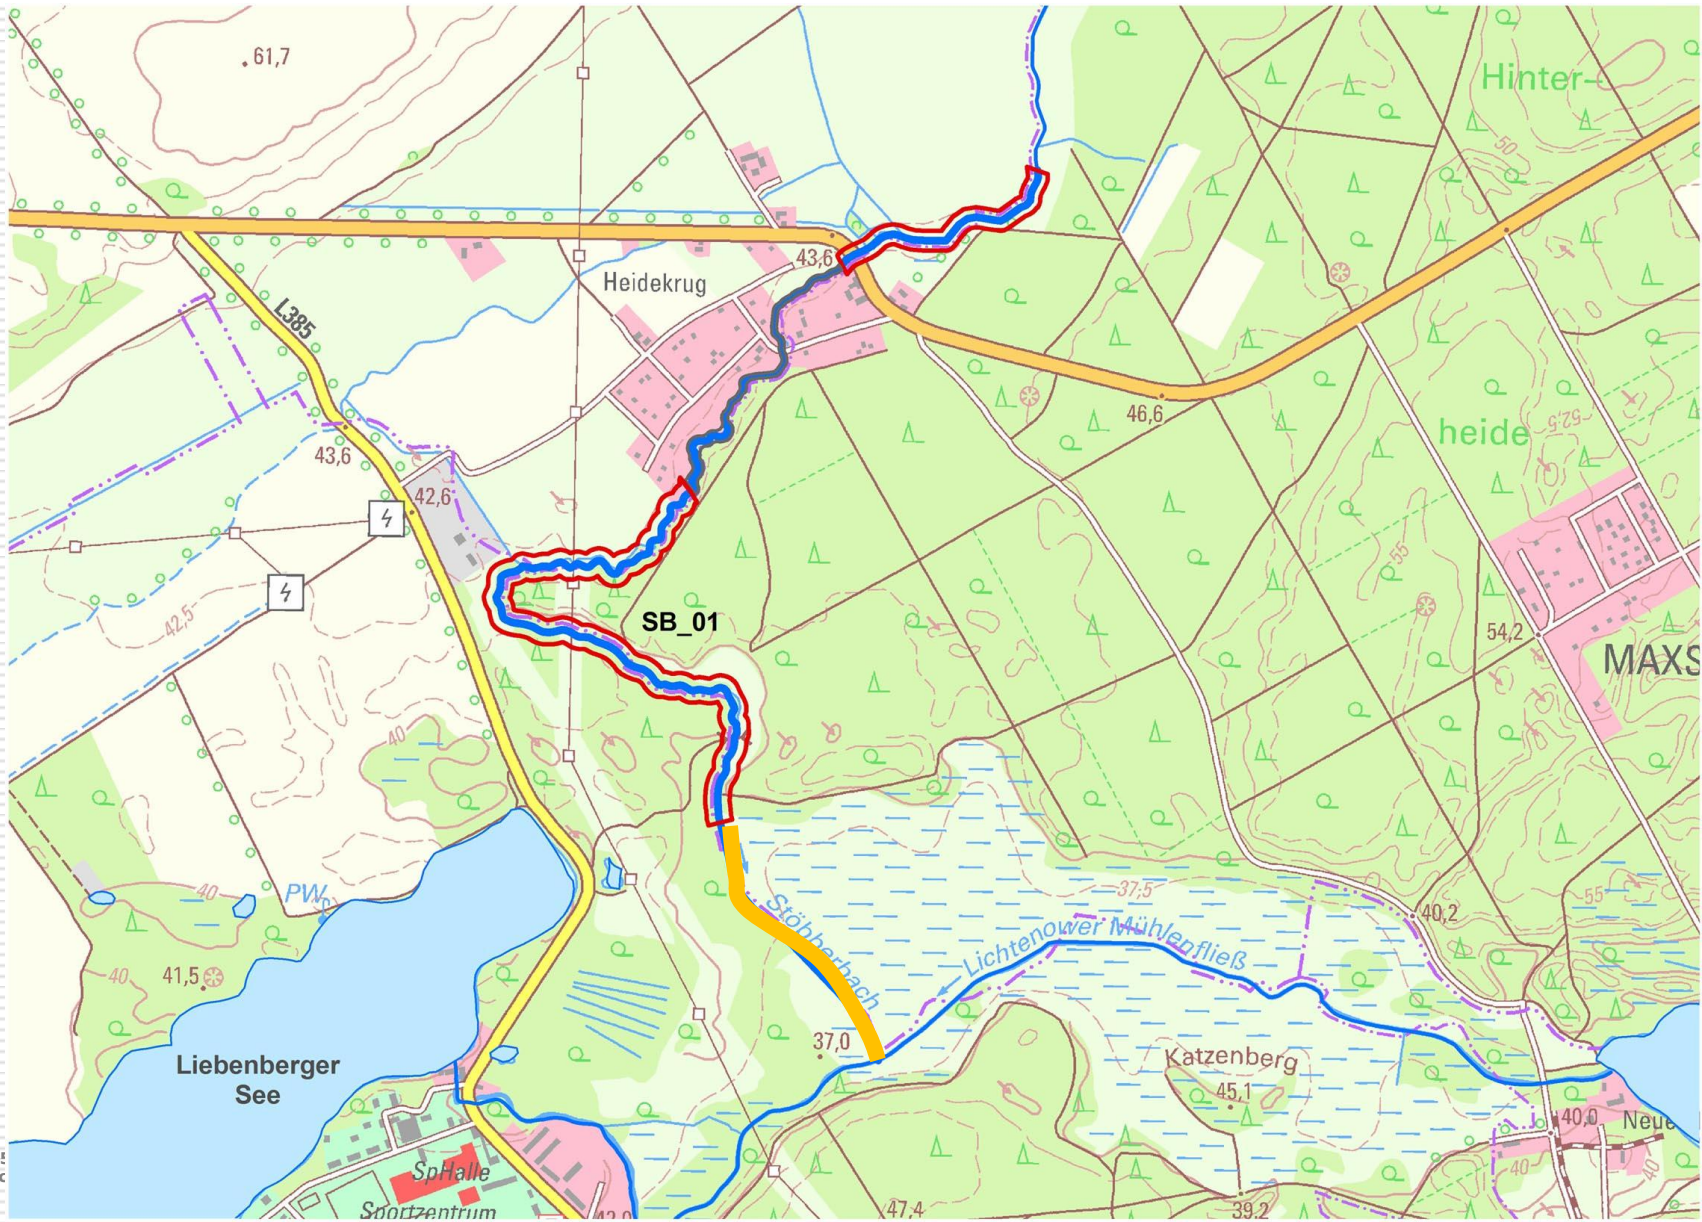 61,7
Hinter-
50
43,6
Heidekrug
L385
46,6
heide
52,5
43,6
42,6
55
42,5
SB_01
54,2
MAXS
40
37,5
PW
40
55
40,2
Stöbberbach
Lichtenower Mühlenfließ
40
41,5
37,0
Katzenberg
45,1
Liebenberger
See
40,0
Neue
SpHalle
40
40
Sportzentrum
47,4
39,2